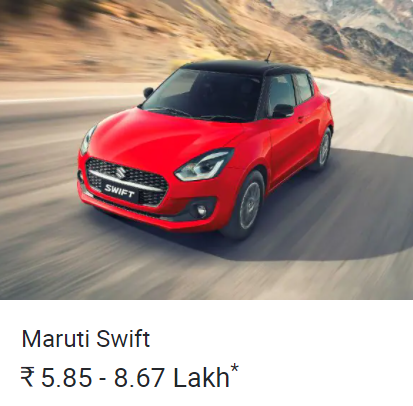 SWIFT
Maruti Swift
₹ 5.85 - 8.67 Lakh*